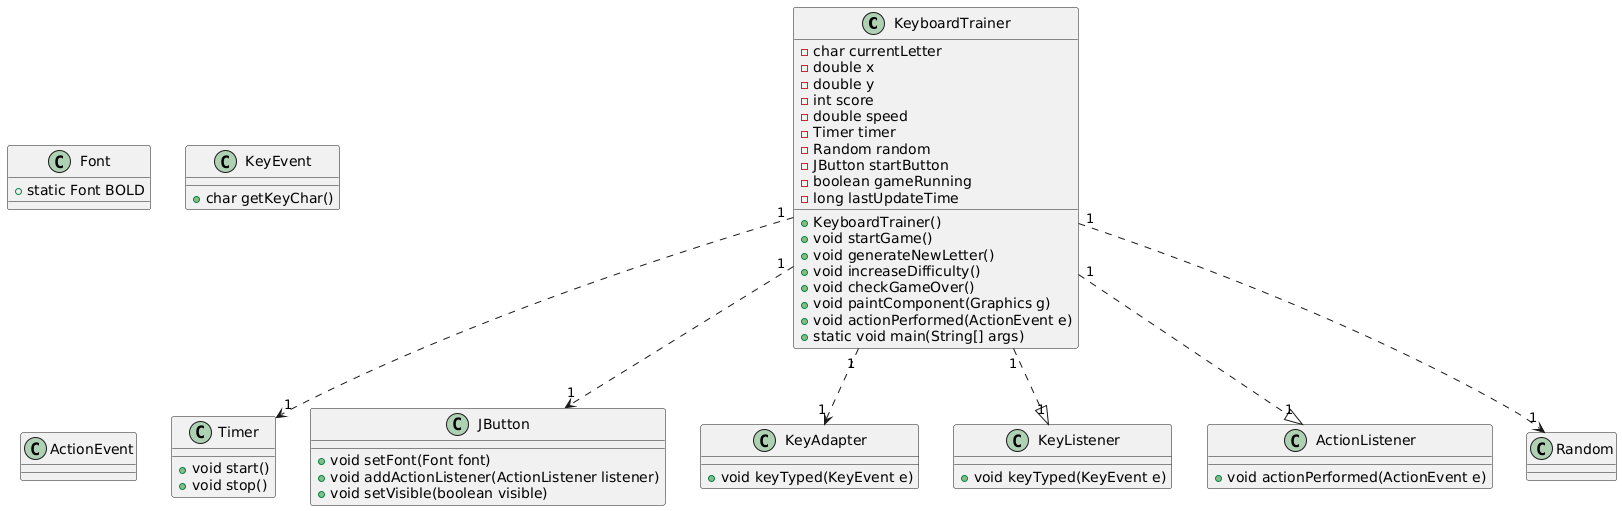 C KeyboardTrainer
char currentLetter
double x
double y
int score
double speed
Timer timer
Random random
JButton startButton
boolean gameRunning
long lastUpdateTime
KeyboardTrainer()
void startGame()
void generateNewLetter()
void increaseDifficulty()
void checkGameOver()
void paintComponent(Graphics g)
void actionPerformed(ActionEvent e)
static void main(String[] args)
C Font
static Font BOLD
C KeyEvent
char getKeyChar()
1
1
1
1
1
1
1
1
1
1
1
1
C ActionEvent
C Timer
void start()
void stop()
C JButton
void setFont(Font font)
void addActionListener(ActionListener listener)
void setVisible(boolean visible)
C KeyAdapter
void keyTyped(KeyEvent e)
C KeyListener
void keyTyped(KeyEvent e)
C ActionListener
void actionPerformed(ActionEvent e)
C Random